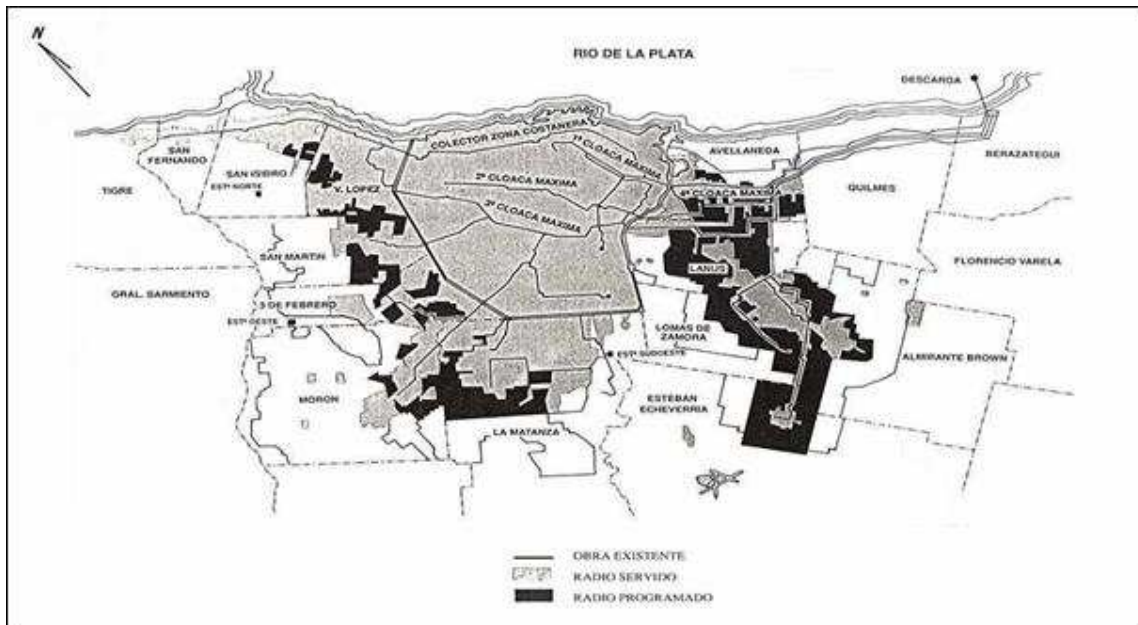 N
RIO DE LA PLATA
DESCARGA
COLECTOR ZONA COSTANERA
1ª CLOACA MAXIMA
SAN
FERNANDO
AVELLANEDA
BERAZATEGUI
SAN ISIDRO
TIGRE
ESTª NORTE
V. LOPEZ
2ª CLOACA MAXIMA
4ª CLOACA MAXIMA
QUILMES
3ª CLOACA MAXIMA
SAN MARTIN
FLORENCIO VARELA
LANUS
GRAL. SARMIENTO
3 DE FEBRERO
ESTª OESTE
LOMAS DE
ZAMORA
ESTª SUDOESTE
ALMIRANTE BROWN
MORON
ESTEBAN
ECHEVERRIA
LA MATANZA
OBRA EXISTENTE
RADIO SERVIDO
RADIO PROGRAMADO